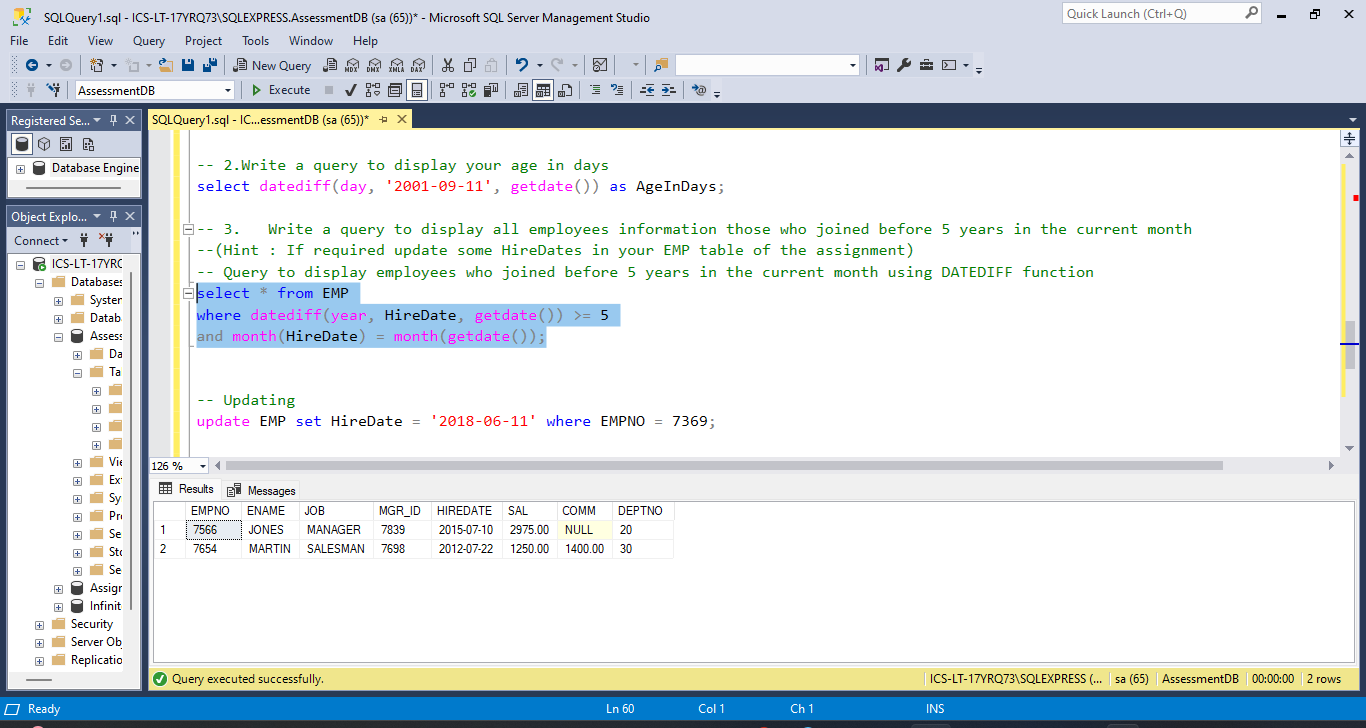 SQLQuery1.sql - ICS-LT-17YRQ73\SQLEXPRESS.AssessmentDB (sa (65))* - Microsoft SQL Server Management Studio
Quick Launch (Ctrl+Q)
File Edit View Query Project Tools Window Help
New Query MDX DMX XMLA DAX
AssessmentDB Execute
Registered Se...
SQLQuery1.sql - IC...essmentDB (sa (65))*
Database Engine
Object Explo...
Connect
ICS-LT-17YRC
Databases
System
Datab
Assess
Da
Ta
Vie
Ex
Sy
Pr
Se
Sto
Se
Assigr
Infinit
Security
Server Ob
Replicatio
-- 2.Write a query to display your age in days
select datediff(day, '2001-09-11', getdate()) as AgeInDays;
-- 3. Write a query to display all employees information those who joined before 5 years in the current month
--(Hint : If required update some HireDates in your EMP table of the assignment)
-- Query to display employees who joined before 5 years in the current month using DATEDIFF function
select * from EMP
where datediff(year, HireDate, getdate()) >= 5
and month(HireDate) = month(getdate());
-- Updating
update EMP set HireDate = '2018-06-11' where EMPNO = 7369;
126 %
Results Messages
EMPNO ENAME JOB MGR_ID HIREDATE SAL COMM DEPTNO
1 7566 JONES MANAGER 7839 2015-07-10 2975.00 NULL 20
2 7654 MARTIN SALESMAN 7698 2012-07-22 1250.00 1400.00 30
Query executed successfully. ICS-LT-17YRQ73\SQLEXPRESS (... sa (65) AssessmentDB 00:00:00 2 rows
Ready Ln 60 Col 1 Ch 1 INS